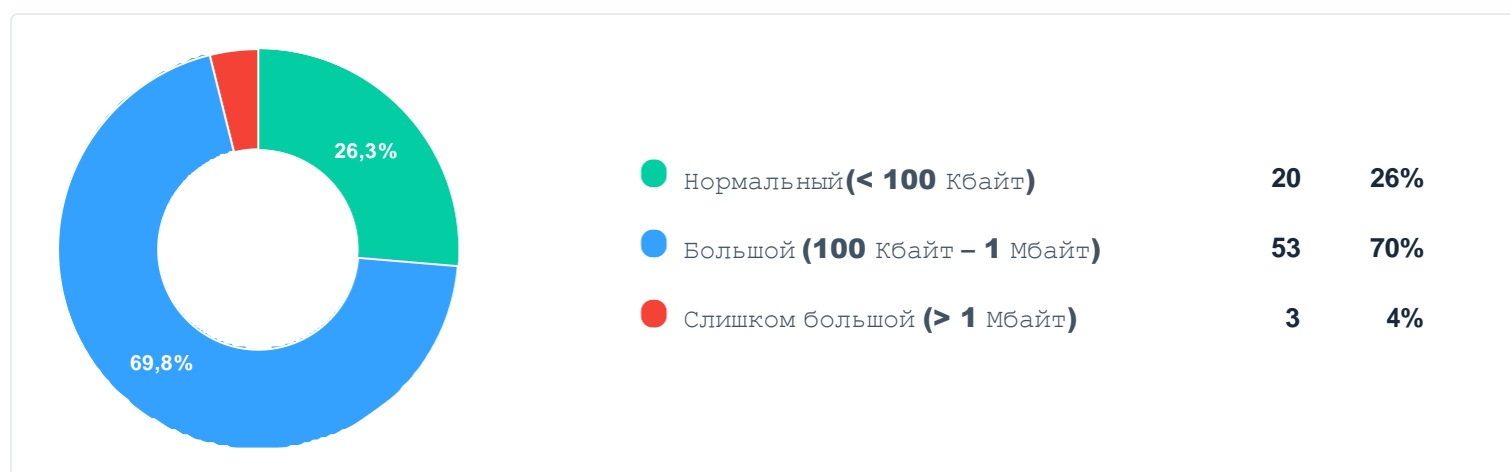 26,3%
69,8%
Нормальный(< 100 Кбайт) 20 26%
Большой (100 Кбайт – 1 Мбайт) 53 70%
Слишком большой (> 1 Мбайт) 3 4%